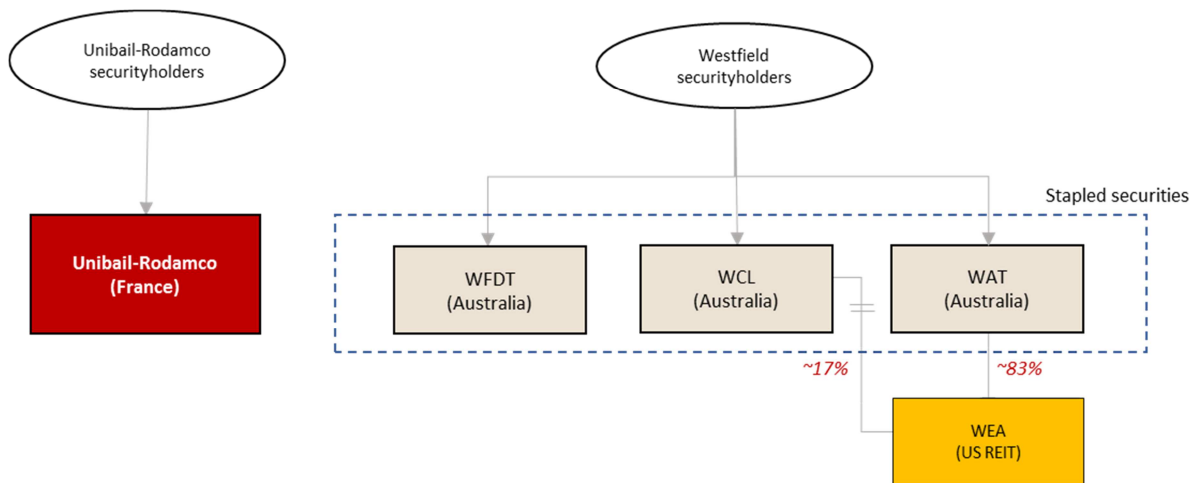 Unibail-Rodamco
securityholders
Westfield
securityholders
Stapled securities
Unibail-Rodamco
(France)
WFDT
(Australia)
WCL
(Australia)
WAT
(Australia)
~17%
~83%
WEA
(US REIT)